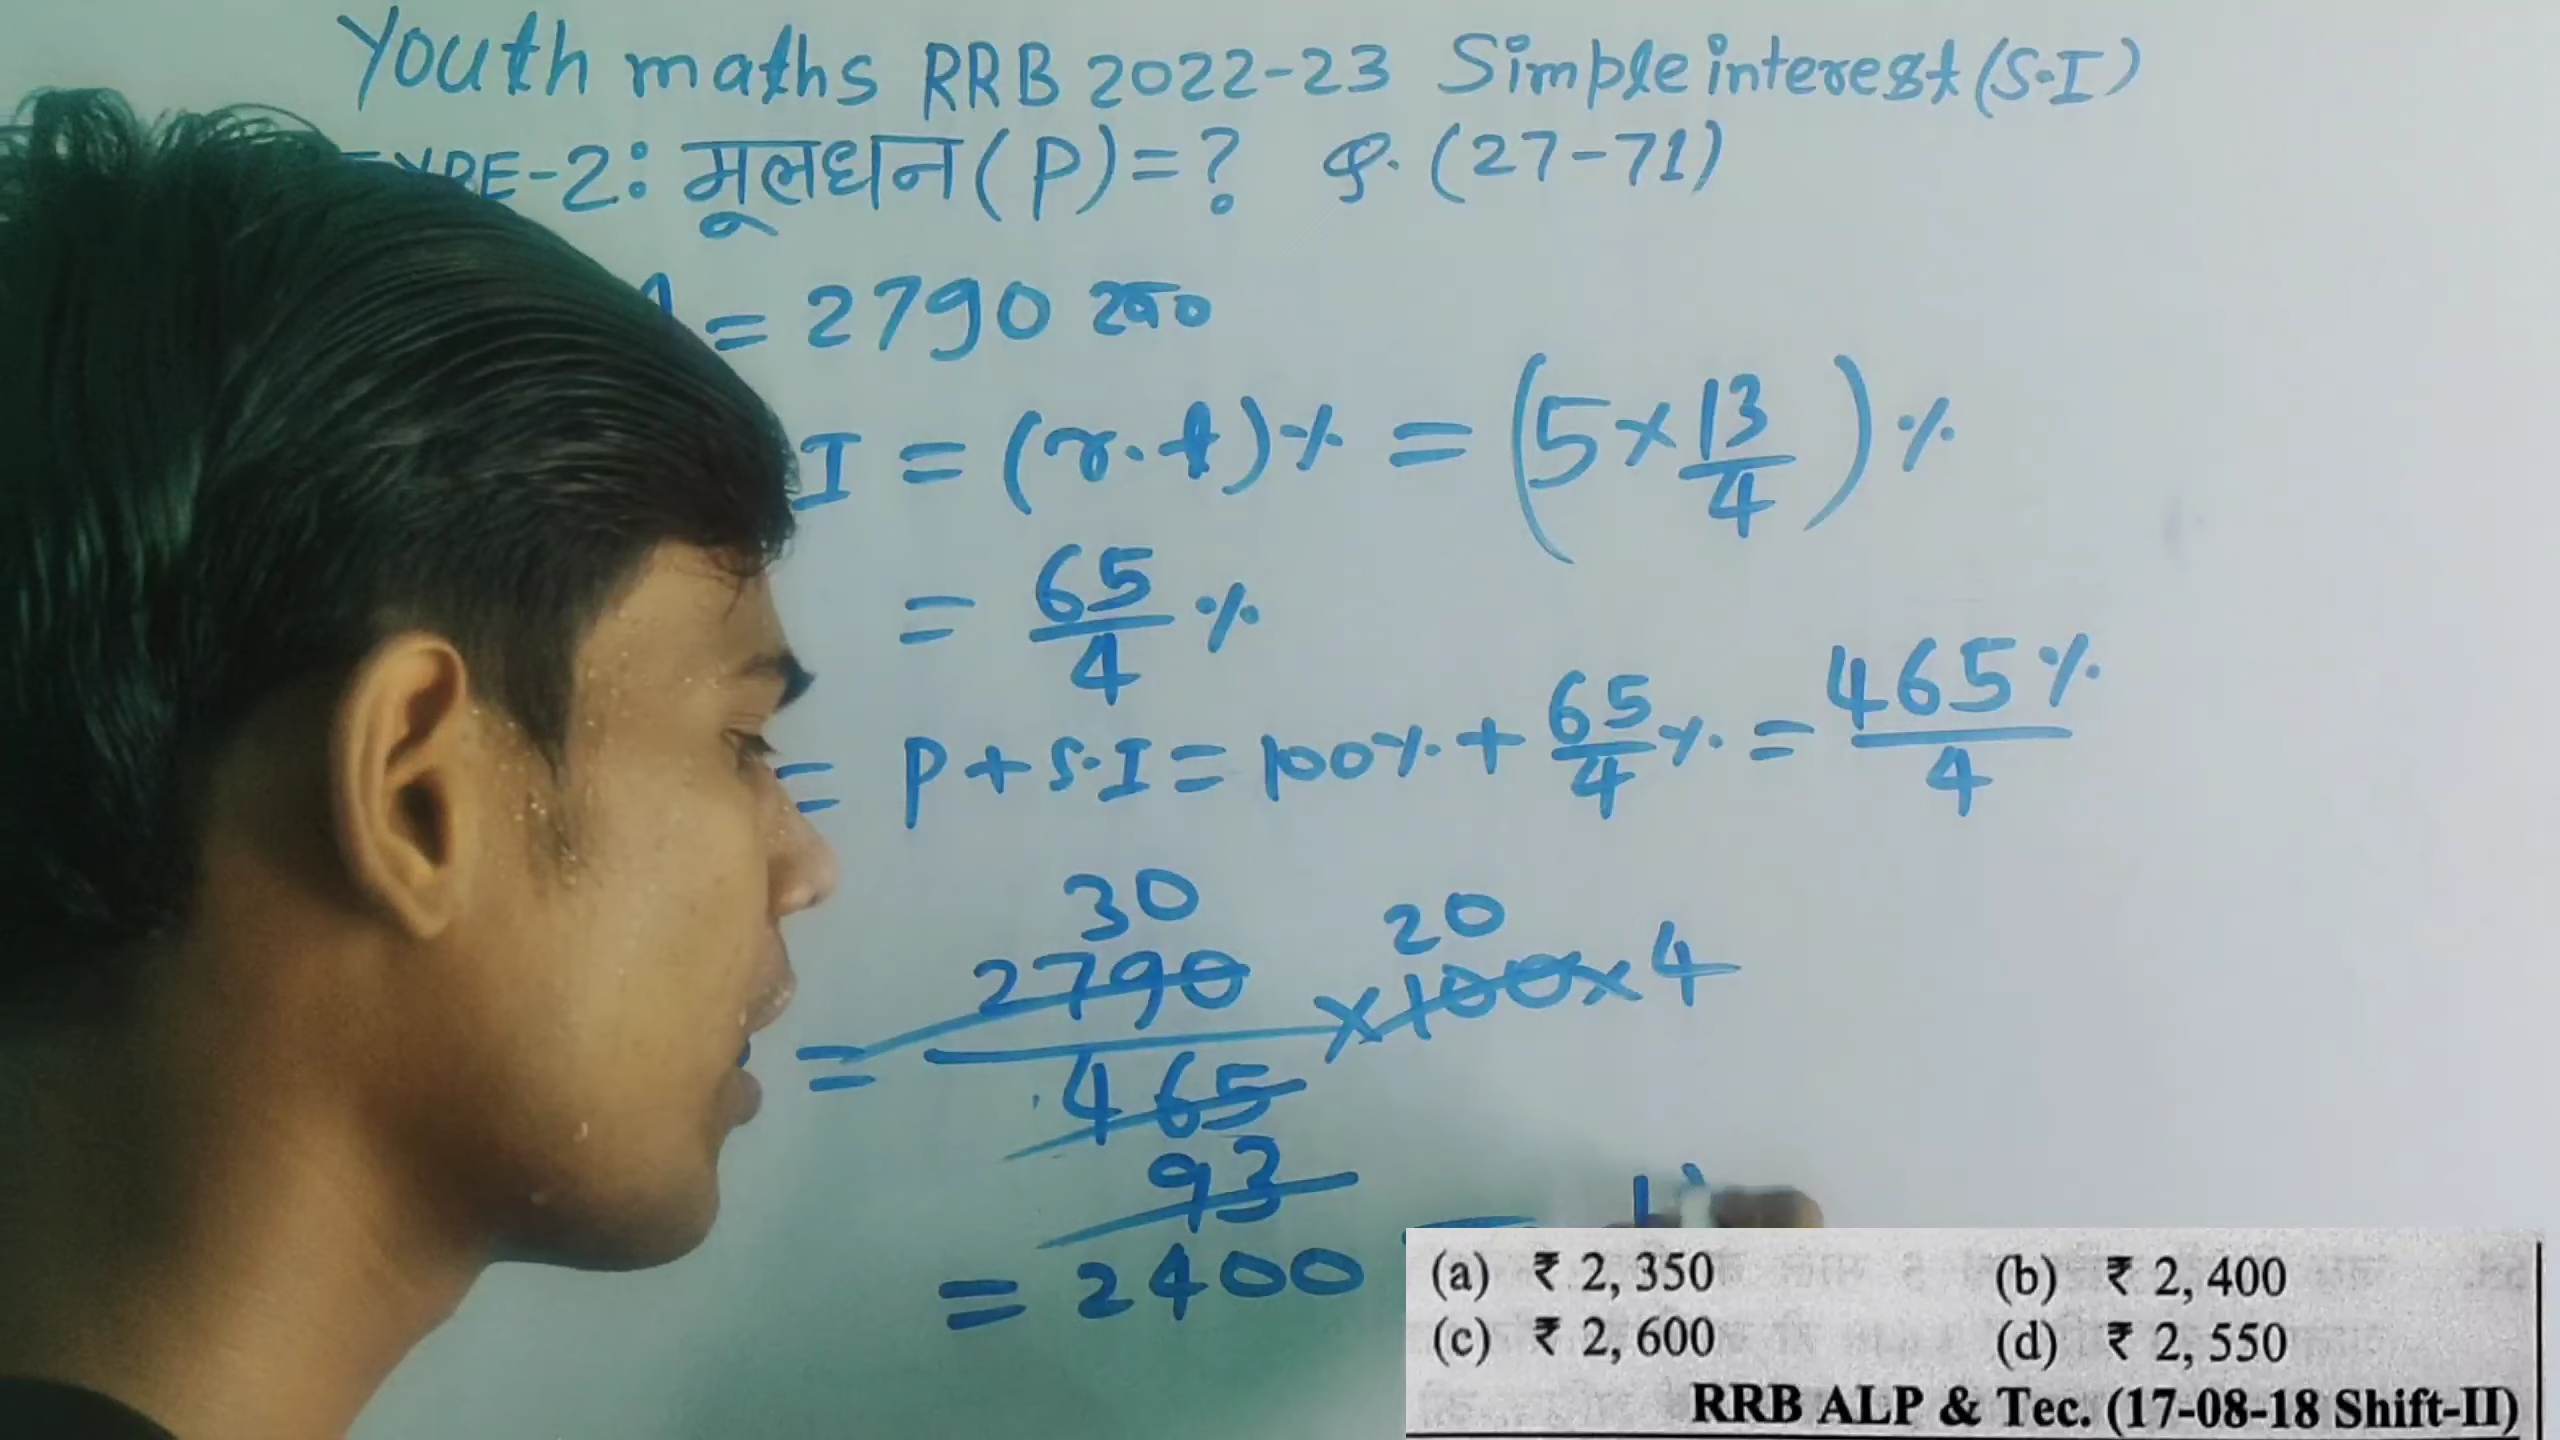 Youth maths RRB 2022-23 Simple interest (S.I)
TYPE-2: मूलधन (P) = ? Q. (27-71)
A = 2790 रू०
I = (r.t)% = (5 × 13/4)%
= 65/4 %
= P + S.I = 100% + 65/4 % = 465%/4
30 20
= 2790/465 × 100 × 4
93
= 2400
(a) ₹ 2, 350 (b) ₹ 2, 400
(c) ₹ 2, 600 (d) ₹ 2, 550
RRB ALP & Tec. (17-08-18 Shift-II)